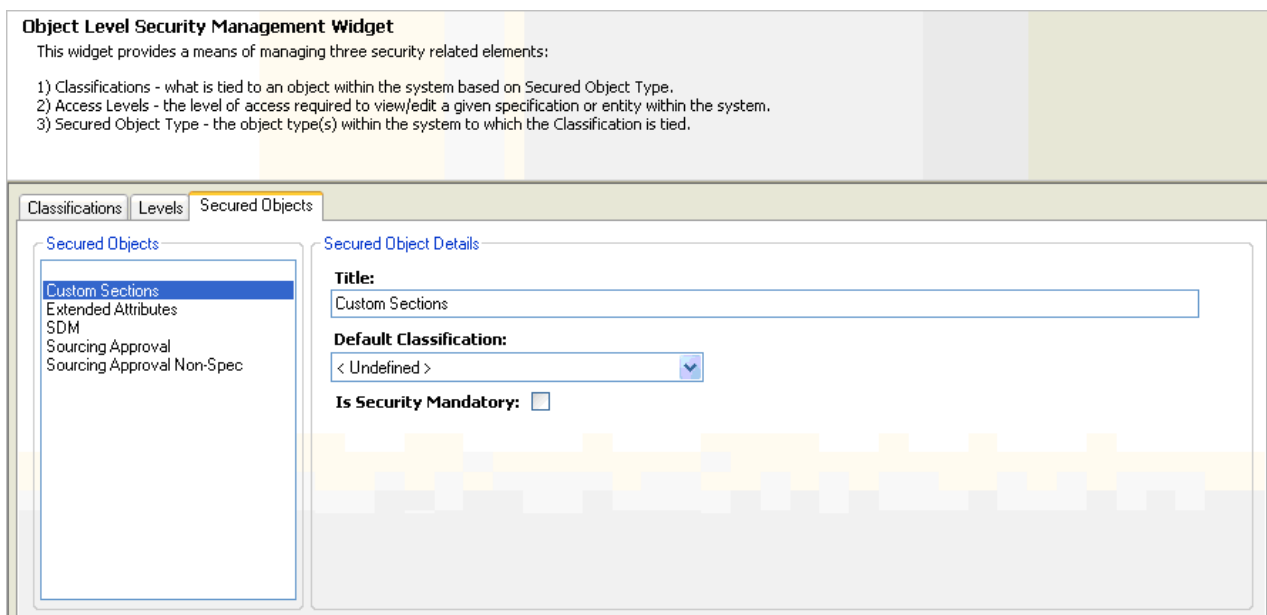 Object Level Security Management Widget
This widget provides a means of managing three security related elements:
1) Classifications - what is tied to an object within the system based on Secured Object Type.
2) Access Levels - the level of access required to view/edit a given specification or entity within the system.
3) Secured Object Type - the object type(s) within the system to which the Classification is tied.
Classifications Levels Secured Objects
Secured Objects
Custom Sections
Extended Attributes
SDM
Sourcing Approval
Sourcing Approval Non-Spec
Secured Object Details
Title:
Custom Sections
Default Classification:
< Undefined >
Is Security Mandatory: